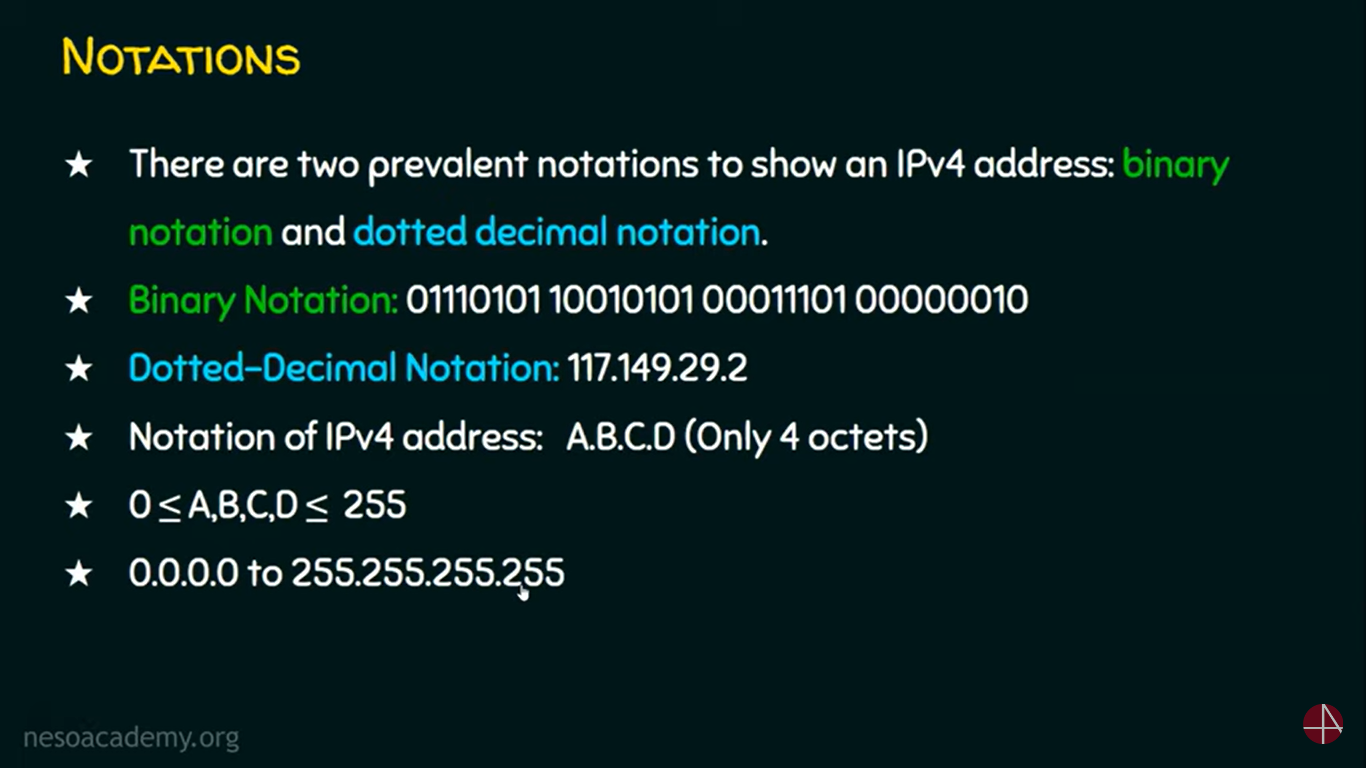 NOTATIONS
★ There are two prevalent notations to show an IPv4 address: binary
notation and dotted decimal notation.
★ Binary Notation: 01110101 10010101 00011101 00000010
★ Dotted-Decimal Notation: 117.149.29.2
★ Notation of IPv4 address: A.B.C.D (Only 4 octets)
★ 0 ≤ A,B,C,D ≤ 255
★ 0.0.0.0 to 255.255.255.255
nesoacademy.org